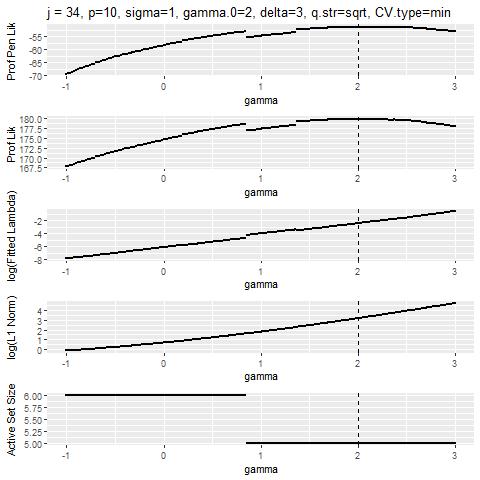 j = 34, p=10, sigma=1, gamma.0=2, delta=3, q.str=sqrt, CV.type=min
Prof Pen Lik
-55
-60
-65
-70
-1 0 1 2 3
gamma
Prof Lik
180.0
177.5
175.0
172.5
170.0
167.5
-1 0 1 2 3
gamma
log(Fitted Lambda)
-2
-4
-6
-8
-1 0 1 2 3
gamma
log(L1 Norm)
4
3
2
1
0
-1 0 1 2 3
gamma
Active Set Size
6.00
5.75
5.50
5.25
5.00
-1 0 1 2 3
gamma